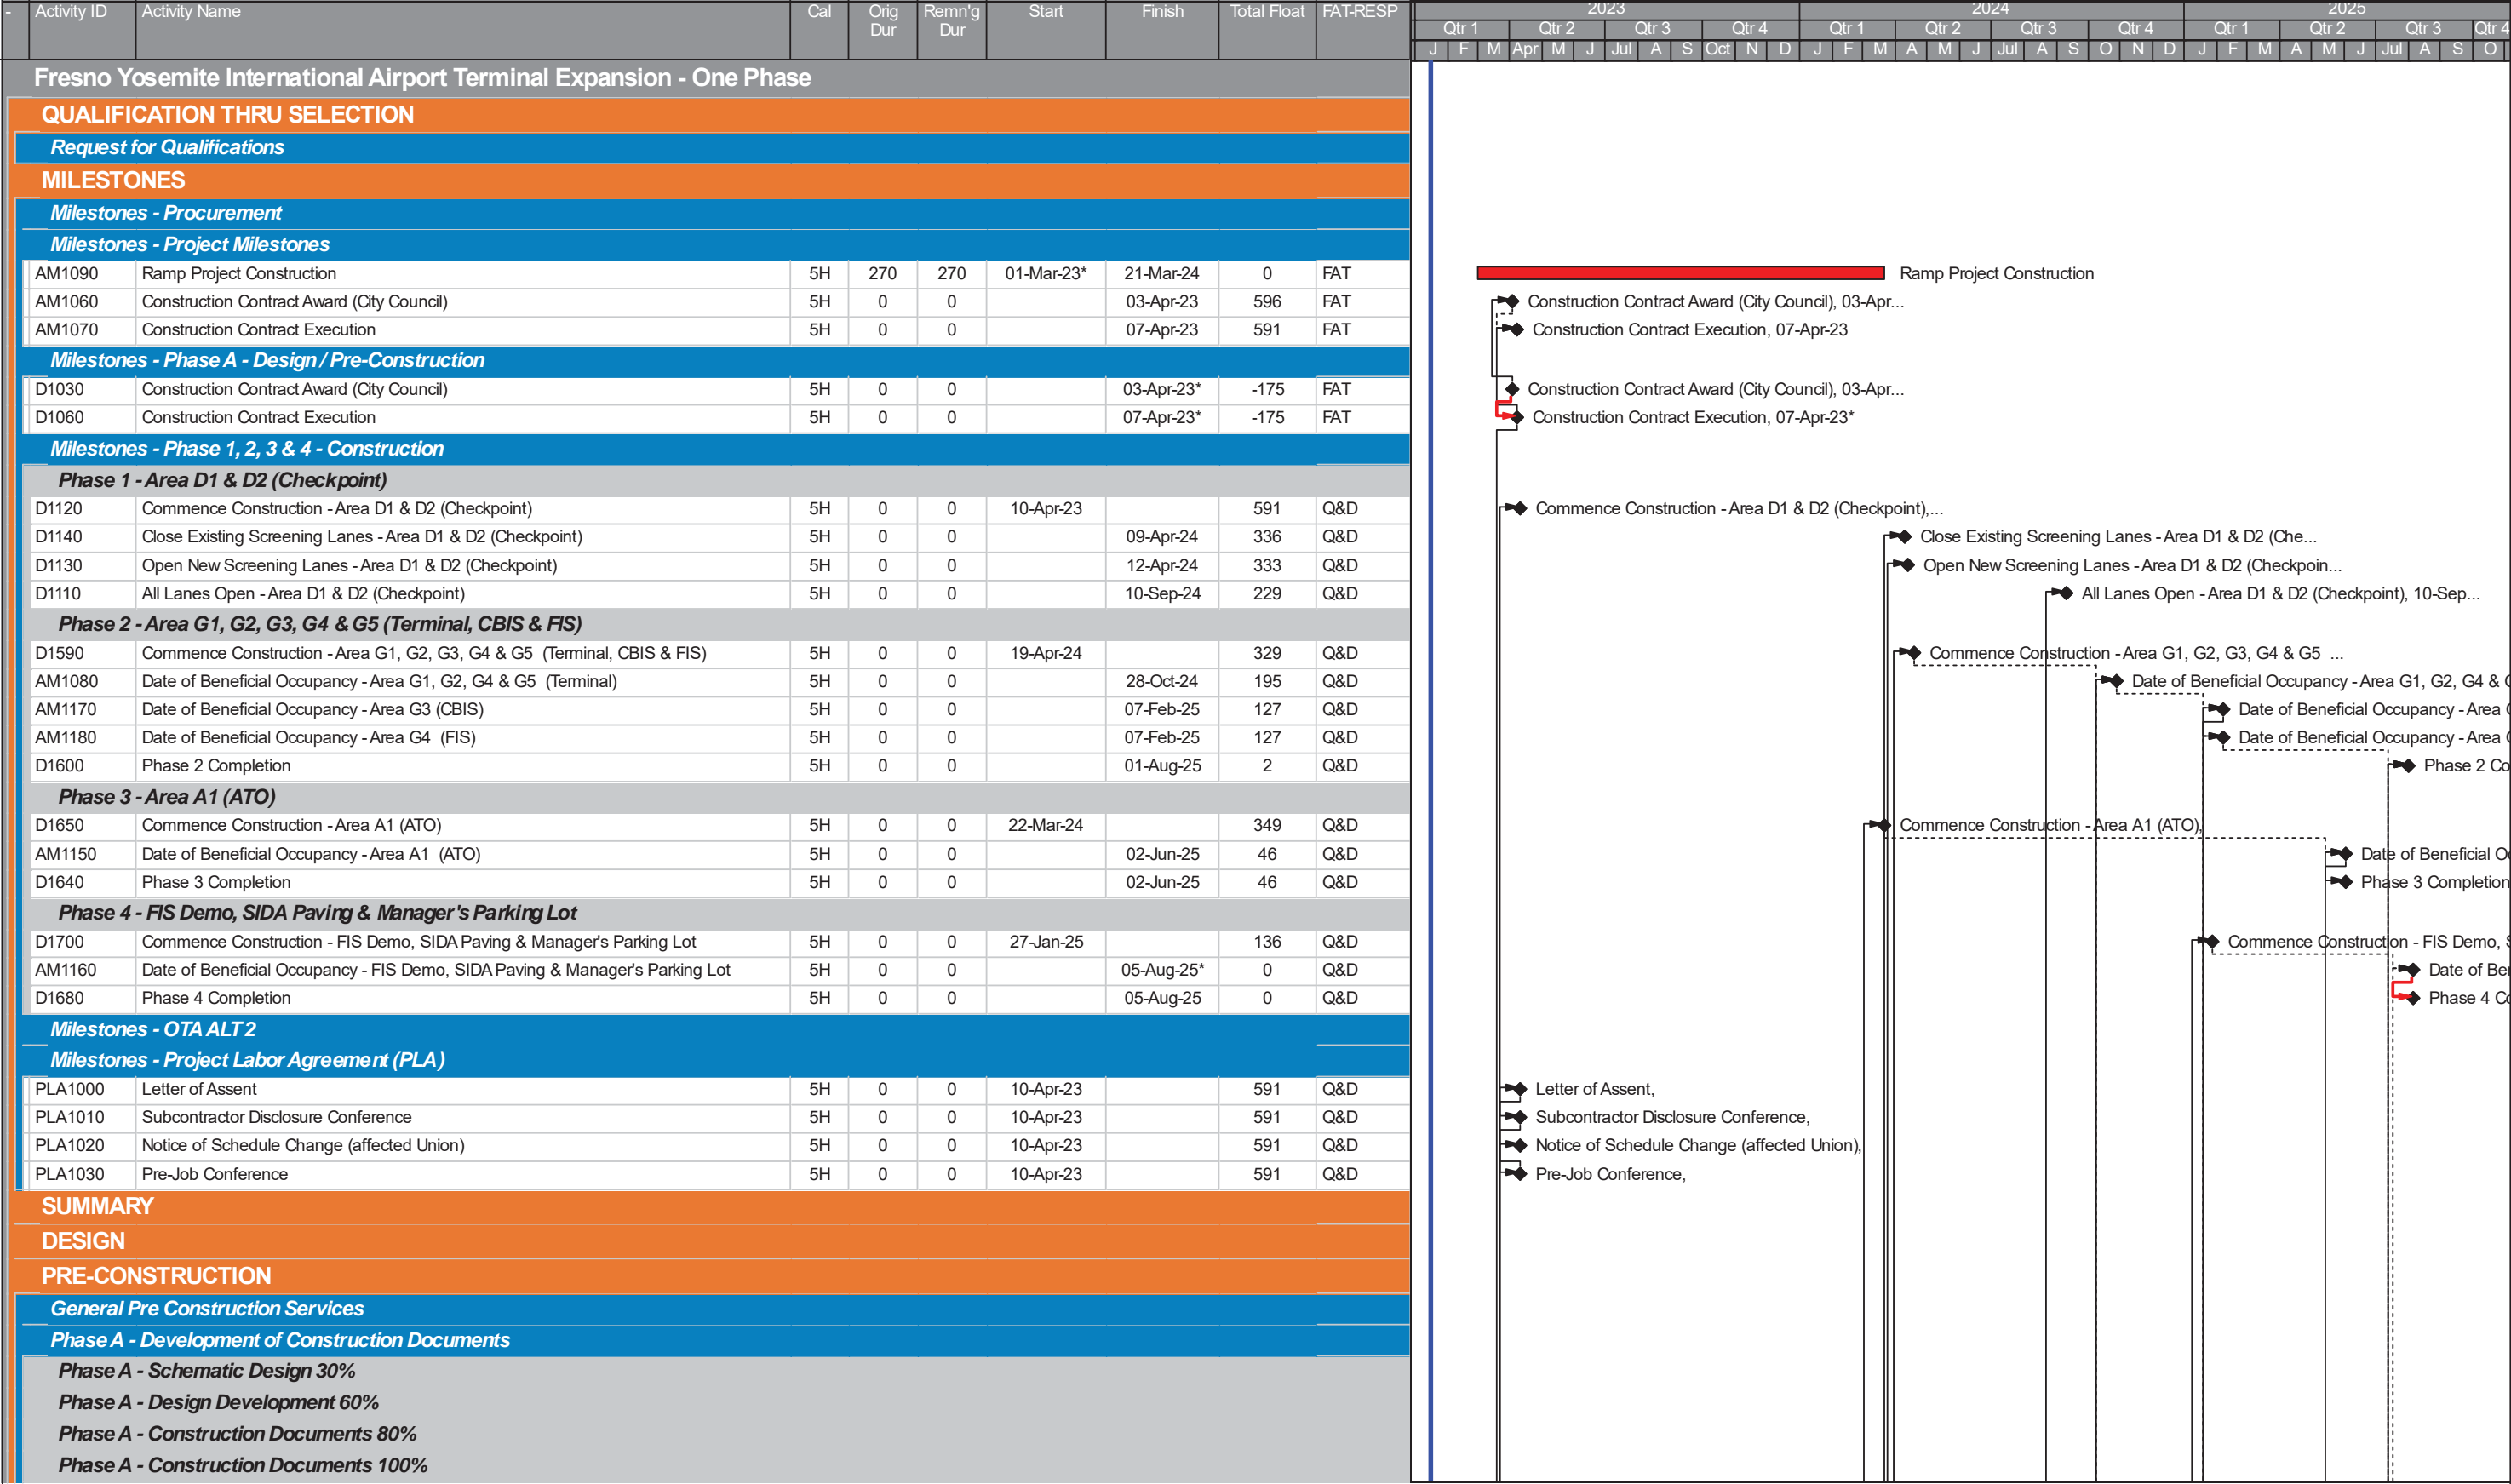 - Activity ID Activity Name Cal Orig Dur Remn'g Dur Start Finish Total Float FAT-RESP
2023 2024 2025
Qtr 1 Qtr 2 Qtr 3 Qtr 4 Qtr 1 Qtr 2 Qtr 3 Qtr 4 Qtr 1 Qtr 2 Qtr 3 Qtr 4
J F M Apr M J Jul A S Oct N D J F M A M J Jul A S O N D J F M A M J Jul A S O
Fresno Yosemite International Airport Terminal Expansion - One Phase
QUALIFICATION THRU SELECTION
Request for Qualifications
MILESTONES
Milestones - Procurement
Milestones - Project Milestones
AM1090 Ramp Project Construction 5H 270 270 01-Mar-23* 21-Mar-24 0 FAT Ramp Project Construction
AM1060 Construction Contract Award (City Council) 5H 0 0 03-Apr-23 596 FAT Construction Contract Award (City Council), 03-Apr...
AM1070 Construction Contract Execution 5H 0 0 07-Apr-23 591 FAT Construction Contract Execution, 07-Apr-23
Milestones - Phase A - Design / Pre-Construction
D1030 Construction Contract Award (City Council) 5H 0 0 03-Apr-23* -175 FAT Construction Contract Award (City Council), 03-Apr...
D1060 Construction Contract Execution 5H 0 0 07-Apr-23* -175 FAT Construction Contract Execution, 07-Apr-23*
Milestones - Phase 1, 2, 3 & 4 - Construction
Phase 1 - Area D1 & D2 (Checkpoint)
D1120 Commence Construction - Area D1 & D2 (Checkpoint) 5H 0 0 10-Apr-23 591 Q&D Commence Construction - Area D1 & D2 (Checkpoint),...
D1140 Close Existing Screening Lanes - Area D1 & D2 (Checkpoint) 5H 0 0 09-Apr-24 336 Q&D Close Existing Screening Lanes - Area D1 & D2 (Che...
D1130 Open New Screening Lanes - Area D1 & D2 (Checkpoint) 5H 0 0 12-Apr-24 333 Q&D Open New Screening Lanes - Area D1 & D2 (Checkpoin...
D1110 All Lanes Open - Area D1 & D2 (Checkpoint) 5H 0 0 10-Sep-24 229 Q&D All Lanes Open - Area D1 & D2 (Checkpoint), 10-Sep...
Phase 2 - Area G1, G2, G3, G4 & G5 (Terminal, CBIS & FIS)
D1590 Commence Construction - Area G1, G2, G3, G4 & G5 (Terminal, CBIS & FIS) 5H 0 0 19-Apr-24 329 Q&D Commence Construction - Area G1, G2, G3, G4 & G5 ...
AM1080 Date of Beneficial Occupancy - Area G1, G2, G4 & G5 (Terminal) 5H 0 0 28-Oct-24 195 Q&D Date of Beneficial Occupancy - Area G1, G2, G4 &
AM1170 Date of Beneficial Occupancy - Area G3 (CBIS) 5H 0 0 07-Feb-25 127 Q&D Date of Beneficial Occupancy - Area
AM1180 Date of Beneficial Occupancy - Area G4 (FIS) 5H 0 0 07-Feb-25 127 Q&D Date of Beneficial Occupancy - Area
D1600 Phase 2 Completion 5H 0 0 01-Aug-25 2 Q&D Phase 2 Co
Phase 3 - Area A1 (ATO)
D1650 Commence Construction - Area A1 (ATO) 5H 0 0 22-Mar-24 349 Q&D Commence Construction - Area A1 (ATO),
AM1150 Date of Beneficial Occupancy - Area A1 (ATO) 5H 0 0 02-Jun-25 46 Q&D Date of Beneficial O
D1640 Phase 3 Completion 5H 0 0 02-Jun-25 46 Q&D Phase 3 Completion
Phase 4 - FIS Demo, SIDA Paving & Manager's Parking Lot
D1700 Commence Construction - FIS Demo, SIDA Paving & Manager's Parking Lot 5H 0 0 27-Jan-25 136 Q&D Commence Construction - FIS Demo,
AM1160 Date of Beneficial Occupancy - FIS Demo, SIDA Paving & Manager's Parking Lot 5H 0 0 05-Aug-25* 0 Q&D Date of Be
D1680 Phase 4 Completion 5H 0 0 05-Aug-25 0 Q&D Phase 4 Co
Milestones - OTA ALT 2
Milestones - Project Labor Agreement (PLA)
PLA1000 Letter of Assent 5H 0 0 10-Apr-23 591 Q&D Letter of Assent,
PLA1010 Subcontractor Disclosure Conference 5H 0 0 10-Apr-23 591 Q&D Subcontractor Disclosure Conference,
PLA1020 Notice of Schedule Change (affected Union) 5H 0 0 10-Apr-23 591 Q&D Notice of Schedule Change (affected Union),
PLA1030 Pre-Job Conference 5H 0 0 10-Apr-23 591 Q&D Pre-Job Conference,
SUMMARY
DESIGN
PRE-CONSTRUCTION
General Pre Construction Services
Phase A - Development of Construction Documents
Phase A - Schematic Design 30%
Phase A - Design Development 60%
Phase A - Construction Documents 80%
Phase A - Construction Documents 100%